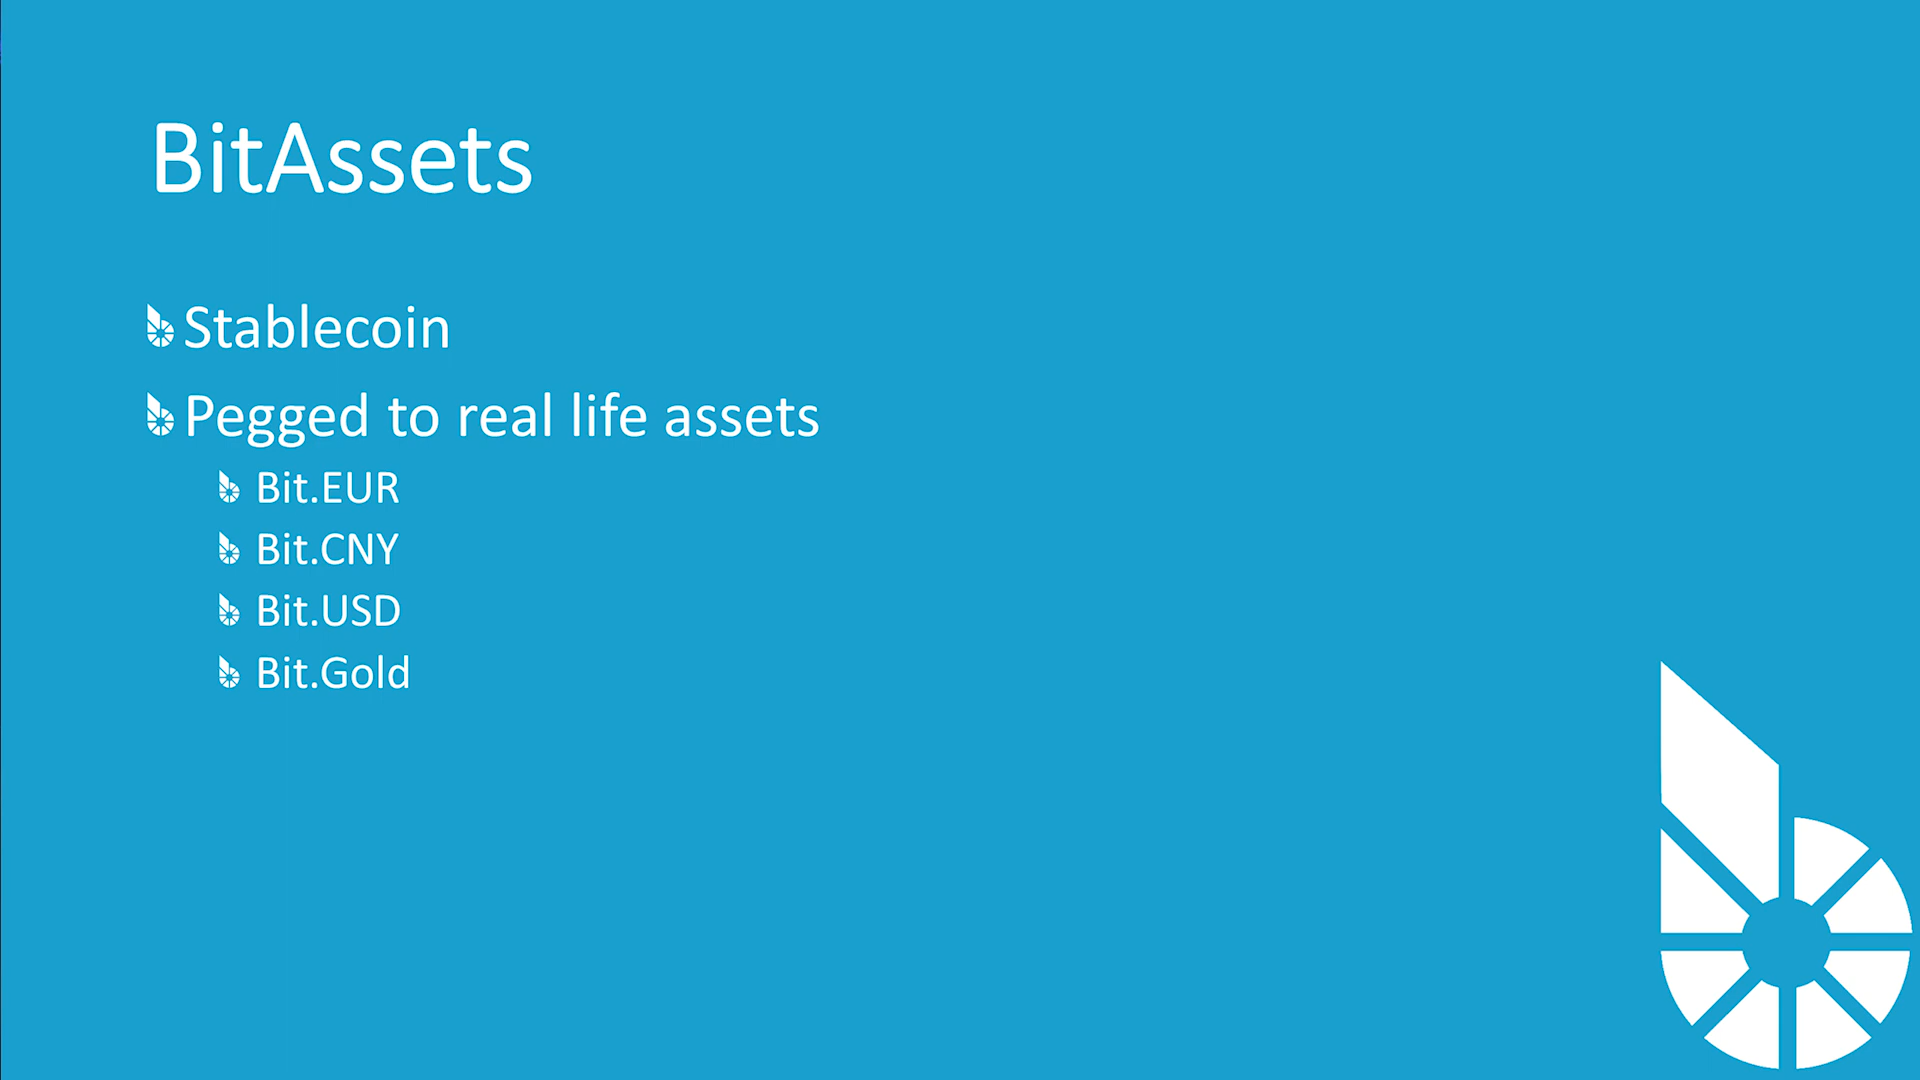 BitAssets
Stablecoin
Pegged to real life assets
Bit.EUR
Bit.CNY
Bit.USD
Bit.Gold